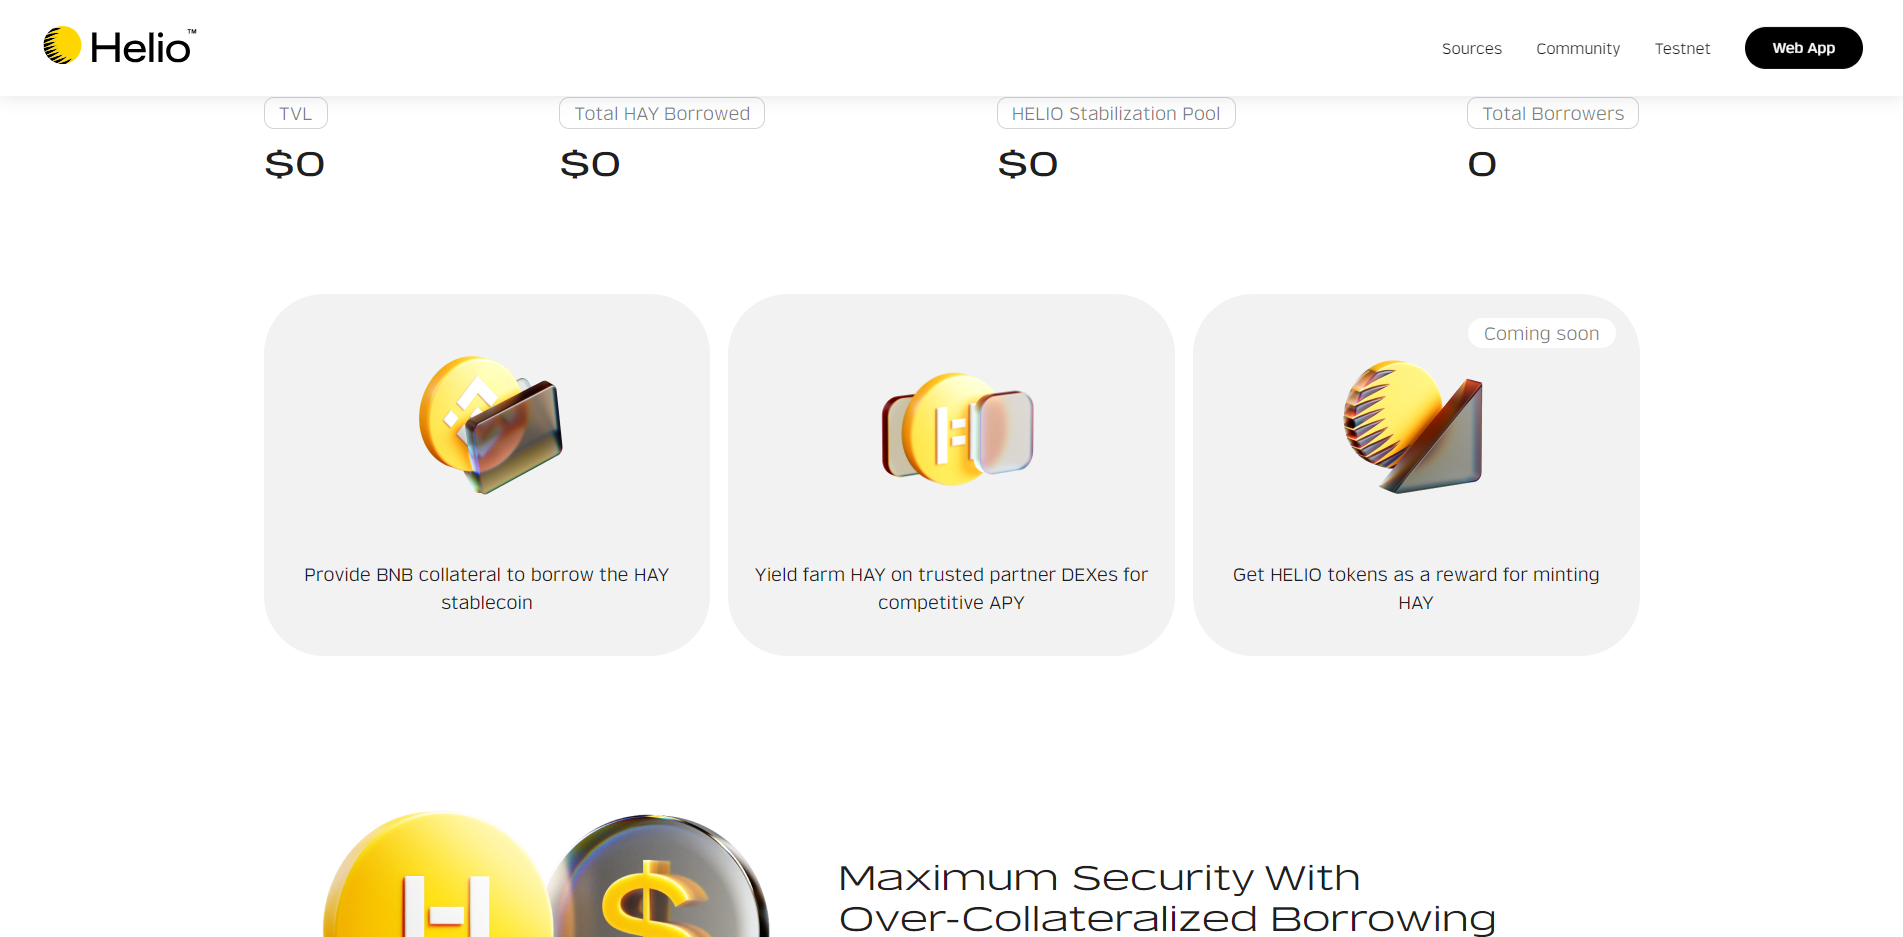 Helio™
Sources
Community
Testnet
Web App
TVL
$0
Total HAY Borrowed
$0
HELIO Stabilization Pool
$0
Total Borrowers
0
Provide BNB collateral to borrow the HAY
stablecoin
Yield farm HAY on trusted partner DEXes for
competitive APY
Coming soon
Get HELIO tokens as a reward for minting
HAY
Maximum Security With
Over-Collateralized Borrowing